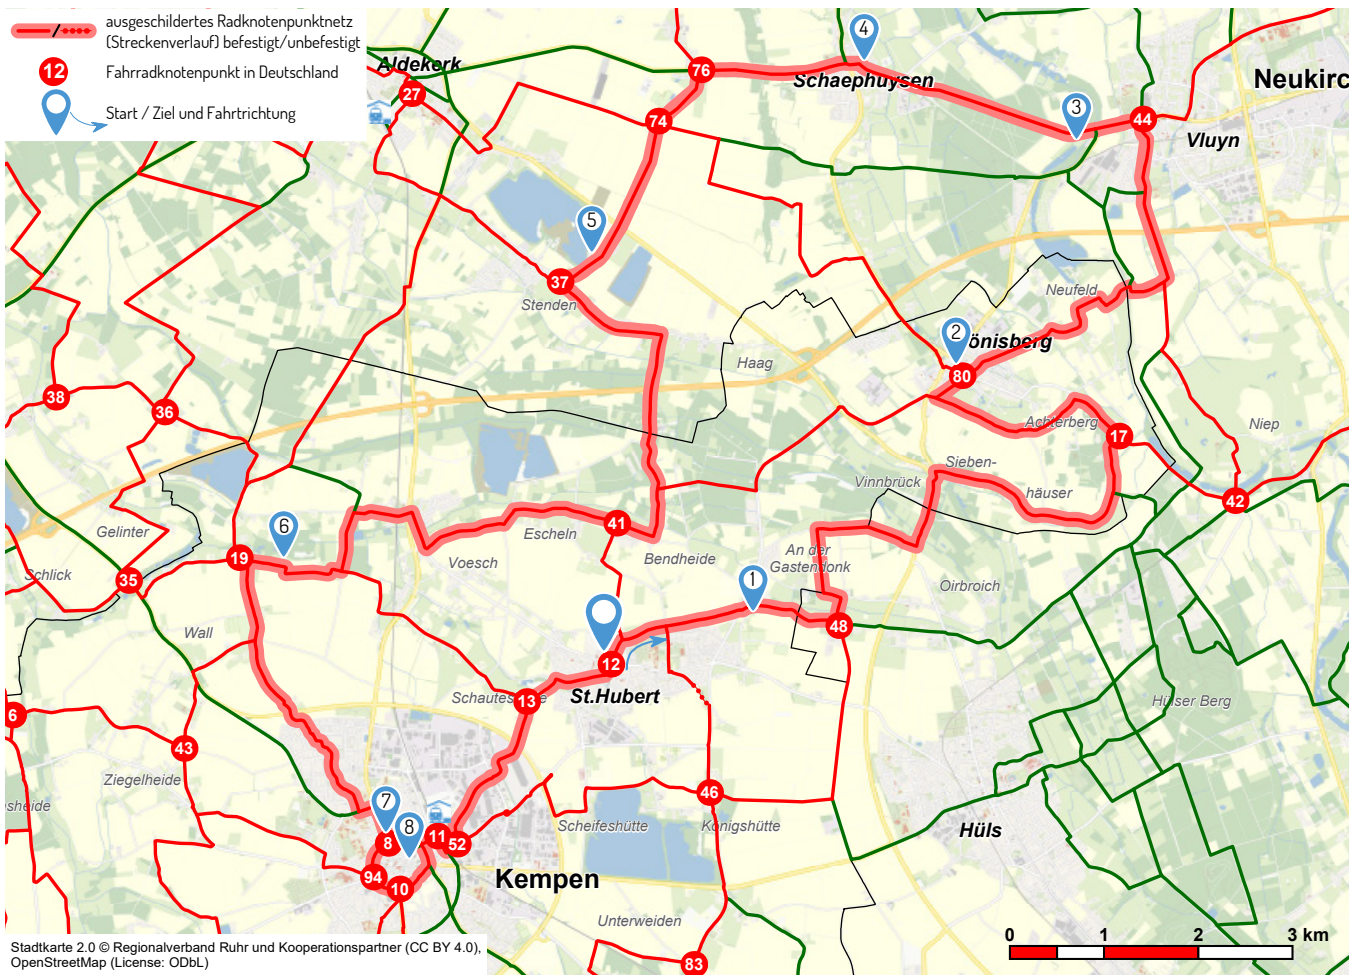 ausgeschildertes Radknotenpunktnetz
(Streckenverlauf) befestigt/unbefestigt
12 Fahrradknotenpunkt in Deutschland
Start / Ziel und Fahrtrichtung
Aldekerk
27
76
4
Schaephuysen
Neukirc
74
3
44
Vluyn
5
37
Stenden
Neufeld
2
önisberg
Haag
80
38
36
Achterberg
17
Niep
Sieben-
häuser
Vinnbrück
42
Gelinter
6
41
Escheln
Voesch
Bendheide
An der
Gastendonk
19
Schlick
35
1
Oirbroich
Wall
48
12
St.Hubert
13
Hülser Berg
6
43
Ziegelheide
46
7
8
8
11
52
Scheifeshütte
Königshütte
Hüls
94
10
Kempen
Unterweiden
83
0 1 2 3 km
Stadtkarte 2.0 © Regionalverband Ruhr und Kooperationspartner (CC BY 4.0),
OpenStreetMap (License: ODbL)